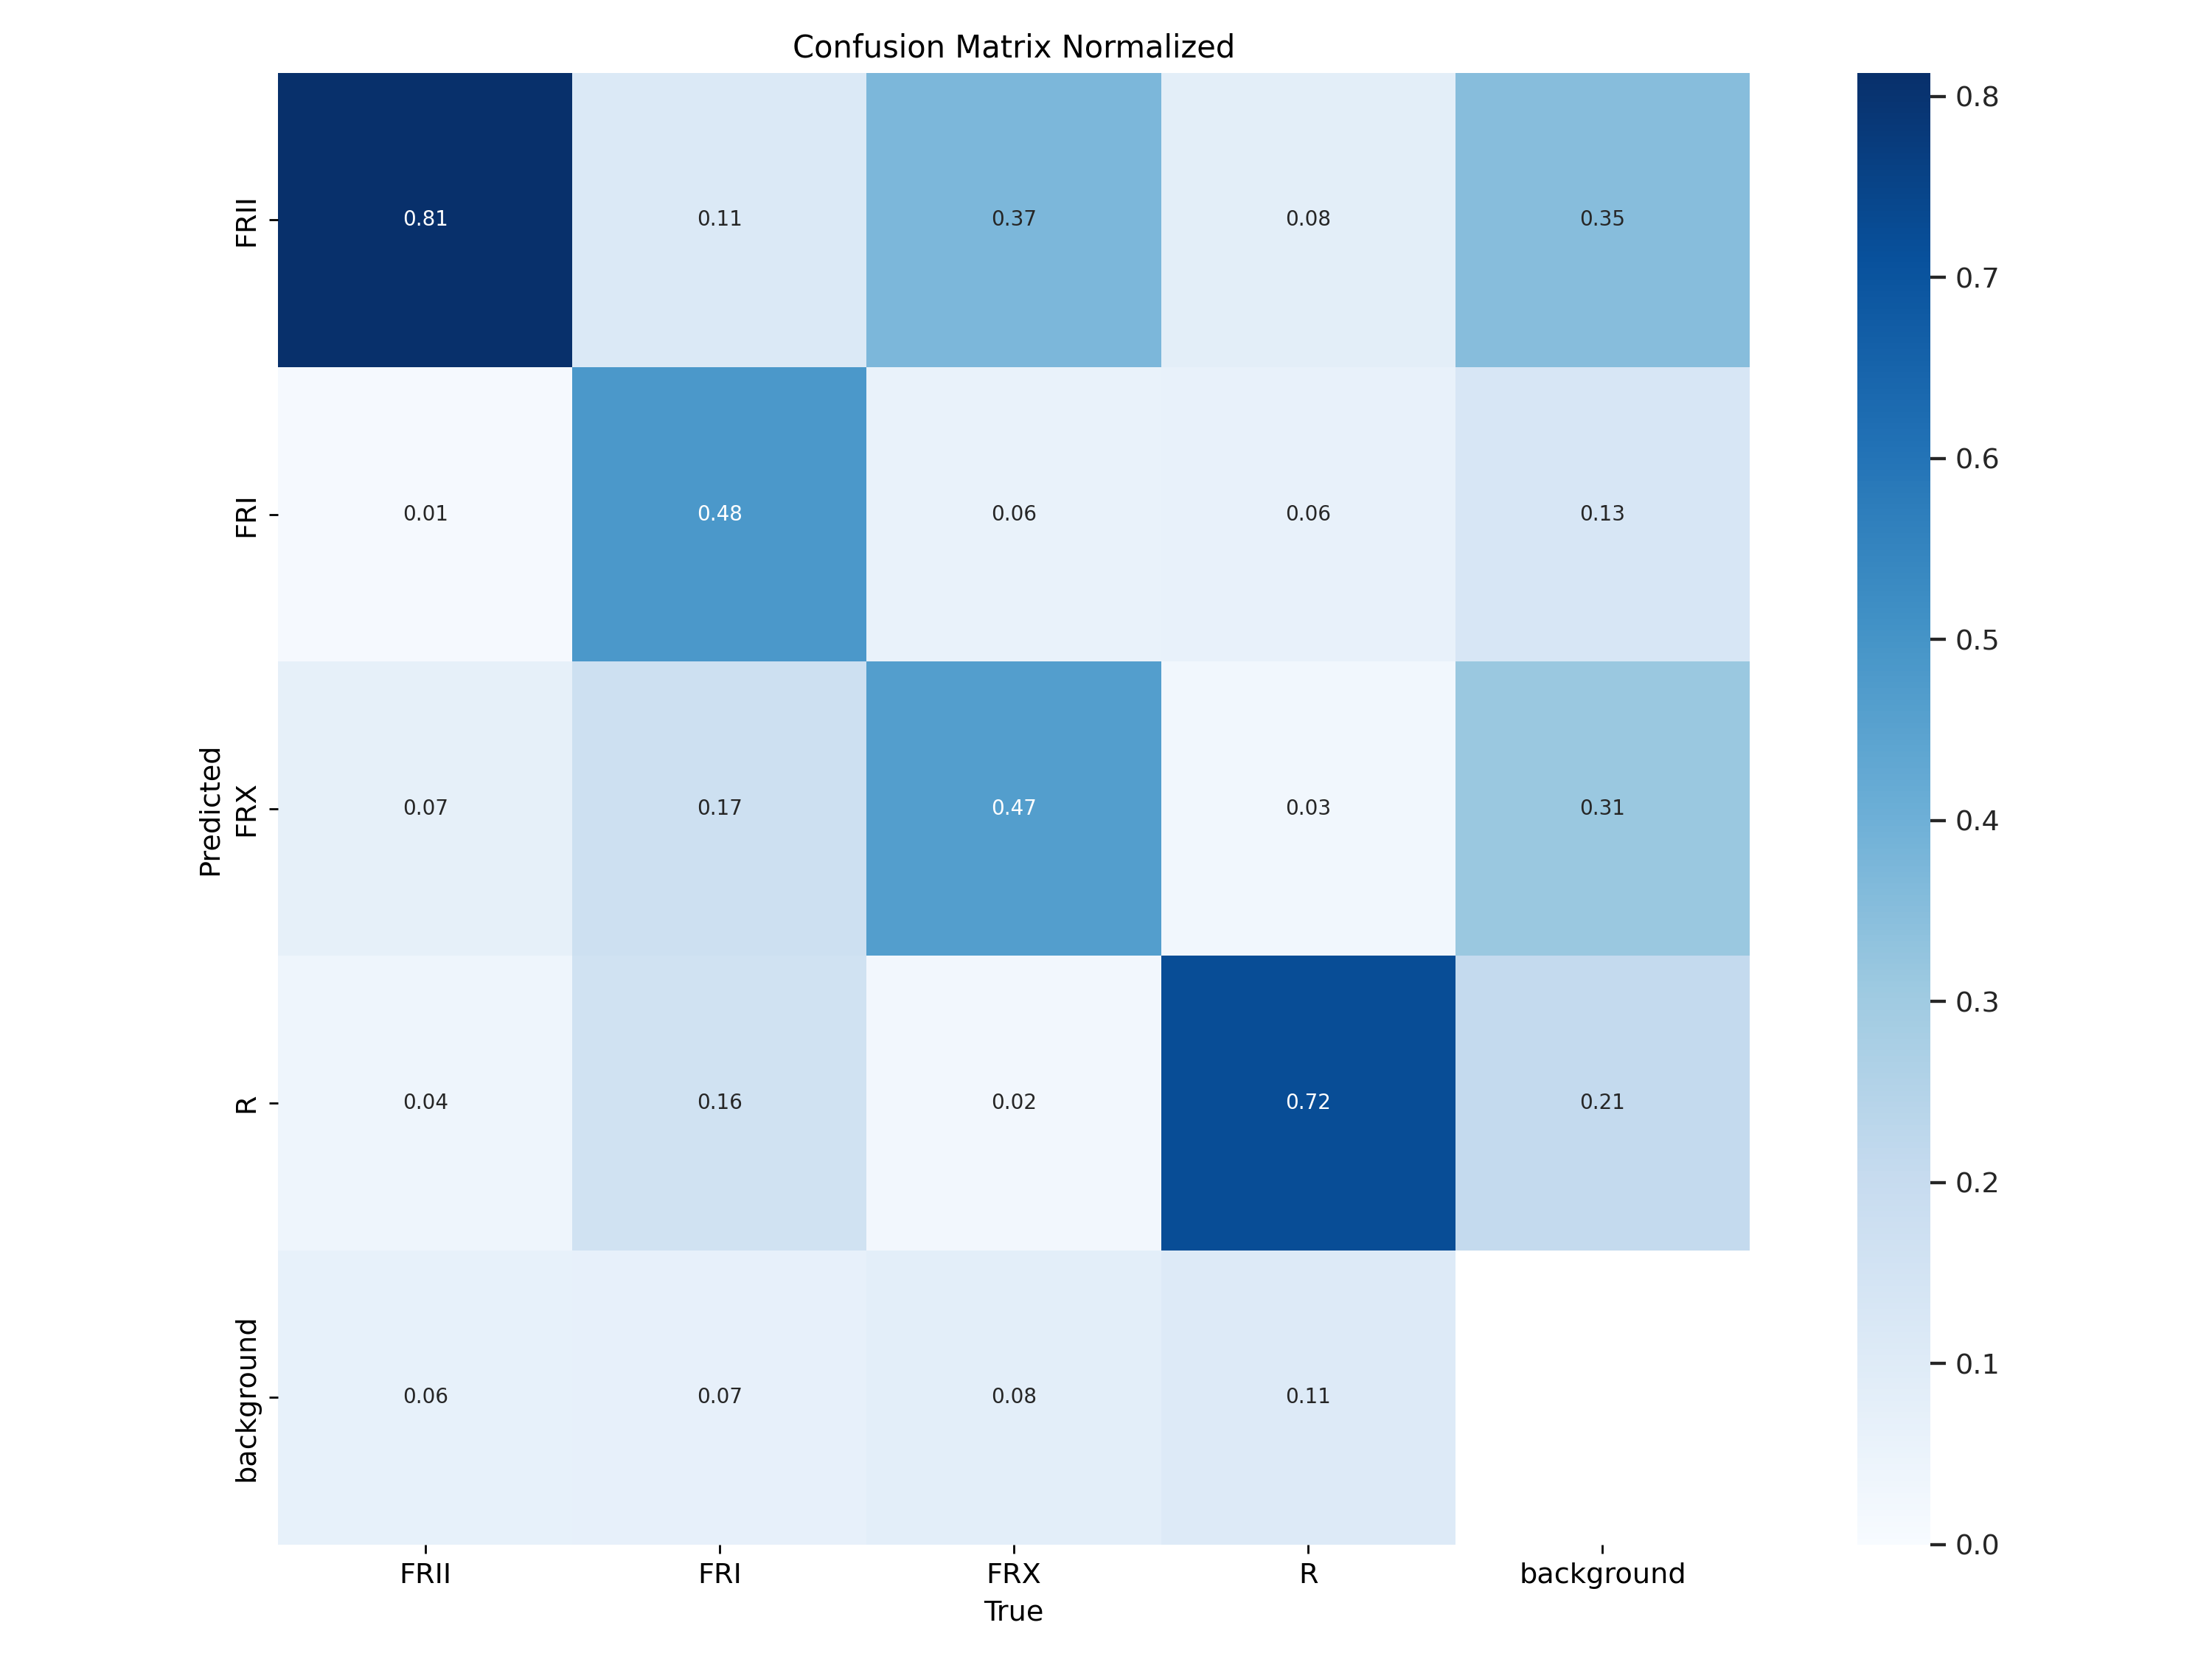 Confusion Matrix Normalized
FRII 0.81 0.11 0.37 0.08 0.35
FRI 0.01 0.48 0.06 0.06 0.13
FRX 0.07 0.17 0.47 0.03 0.31
R 0.04 0.16 0.02 0.72 0.21
background 0.06 0.07 0.08 0.11
Predicted
FRII FRI FRX R background
True
0.8
0.7
0.6
0.5
0.4
0.3
0.2
0.1
0.0